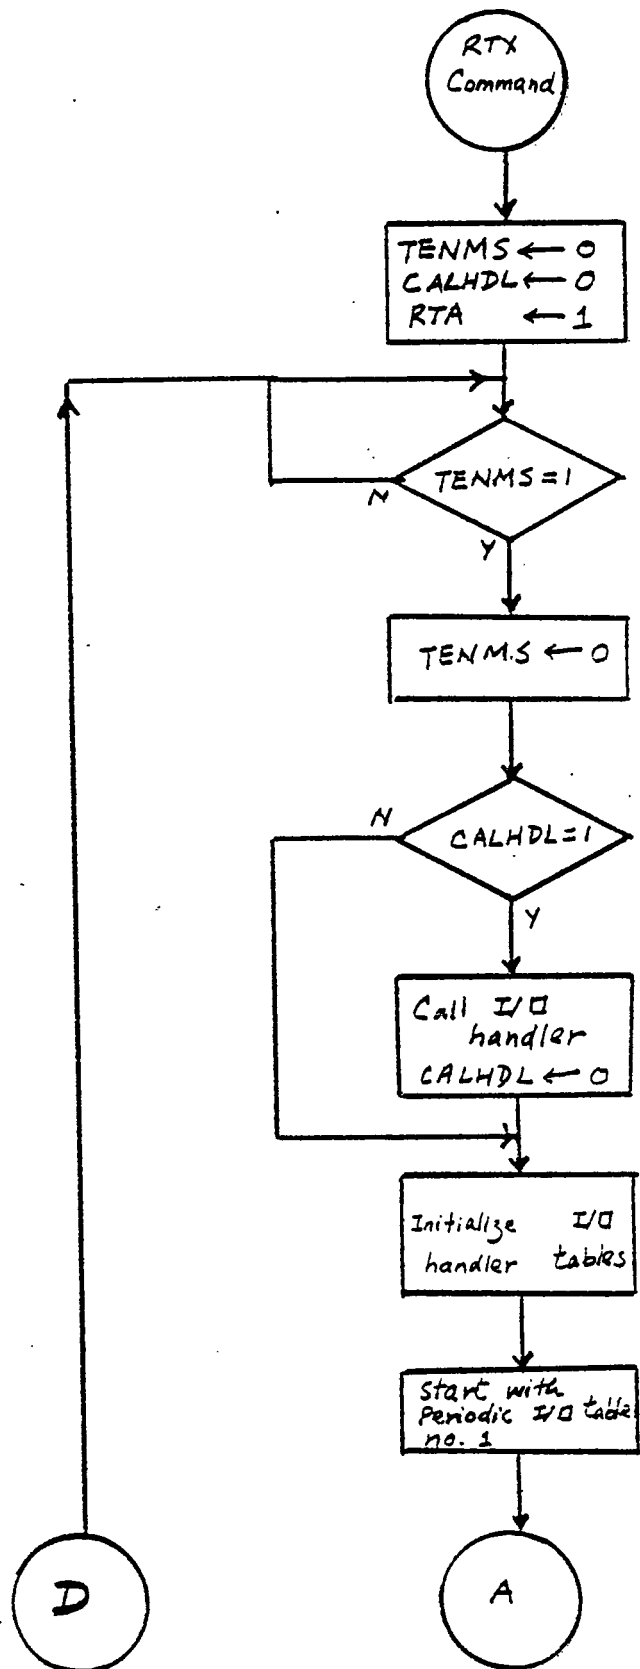 RTX
Command
TENMS ← 0
CALHDL ← 0
RTA ← 1
TENMS = 1
N
Y
TENMS ← 0
N
CALHDL = 1
Y
Call I/O
handler
CALHDL ← 0
Initialize I/O
handler tables
Start with
Periodic I/O table
no. 1
D
A